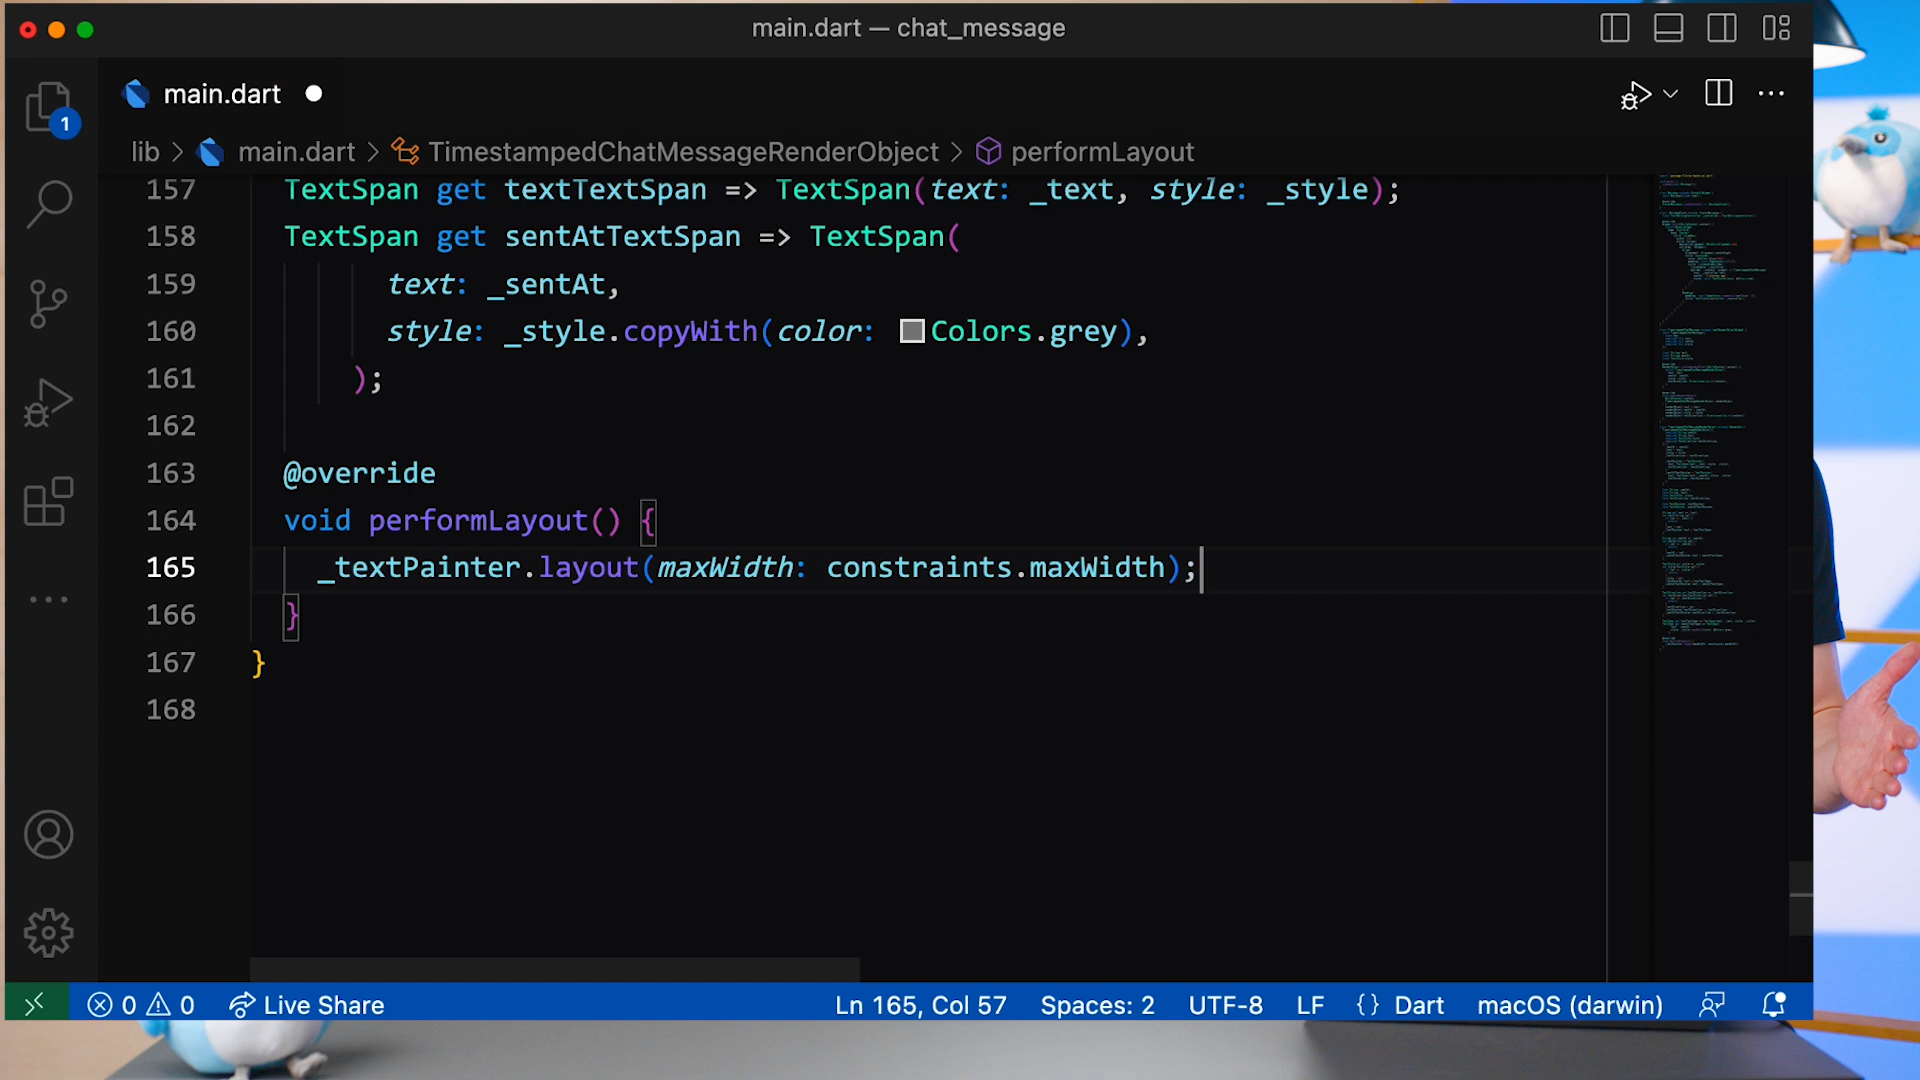 main.dart — chat_message
main.dart
1
lib > main.dart > TimestampedChatMessageRenderObject > performLayout
157 TextSpan get textTextSpan => TextSpan(text: _text, style: _style);
158 TextSpan get sentAtTextSpan => TextSpan(
159 text: _sentAt,
160 style: _style.copyWith(color: Colors.grey),
161 );
162
163 @override
164 void performLayout() {
165 _textPainter.layout(maxWidth: constraints.maxWidth);
166 }
167 }
168
0 0 Live Share Ln 165, Col 57 Spaces: 2 UTF-8 LF {} Dart macOS (darwin)